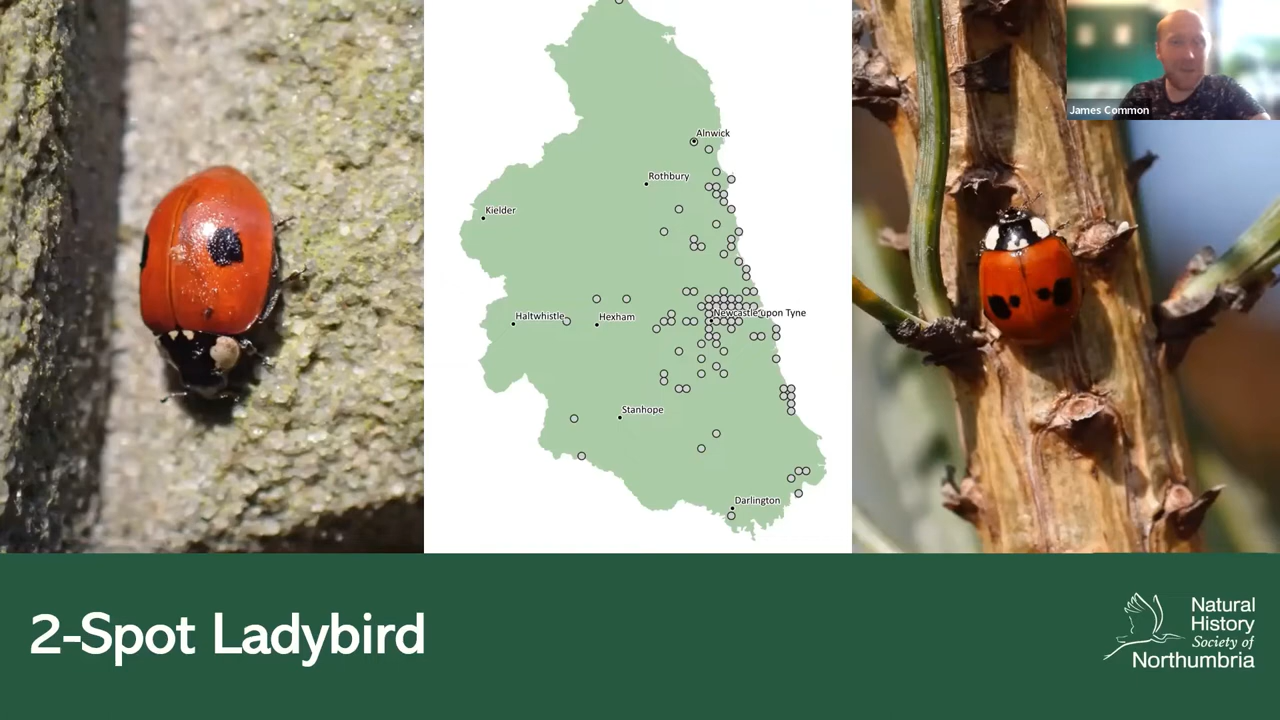 James Common
Alnwick
Rothbury
Kielder
Newcastle upon Tyne
Haltwhistle
Hexham
Stanhope
Darlington
2-Spot Ladybird
Natural
History
Society of
Northumbria